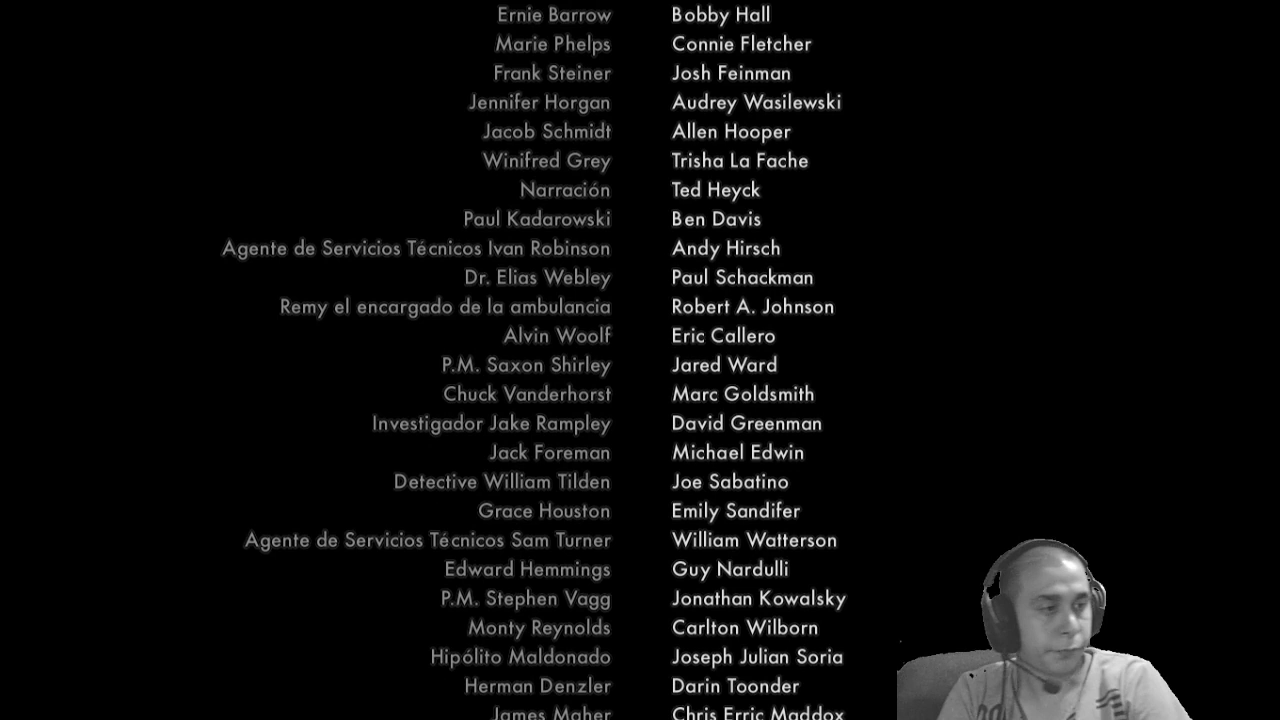 Ernie Barrow Bobby Hall
Marie Phelps Connie Fletcher
Frank Steiner Josh Feinman
Jennifer Horgan Audrey Wasilewski
Jacob Schmidt Allen Hooper
Winifred Grey Trisha La Fache
Narración Ted Heyck
Paul Kadarowski Ben Davis
Agente de Servicios Técnicos Ivan Robinson Andy Hirsch
Dr. Elias Webley Paul Schackman
Remy el encargado de la ambulancia Robert A. Johnson
Alvin Woolf Eric Callero
P.M. Saxon Shirley Jared Ward
Chuck Vanderhorst Marc Goldsmith
Investigador Jake Rampley David Greenman
Jack Foreman Michael Edwin
Detective William Tilden Joe Sabatino
Grace Houston Emily Sandifer
Agente de Servicios Técnicos Sam Turner William Watterson
Edward Hemmings Guy Nardulli
P.M. Stephen Vagg Jonathan Kowalsky
Monty Reynolds Carlton Wilborn
Hipólito Maldonado Joseph Julian Soria
Herman Denzler Darin Toonder
James Maher Chris Erric Maddox